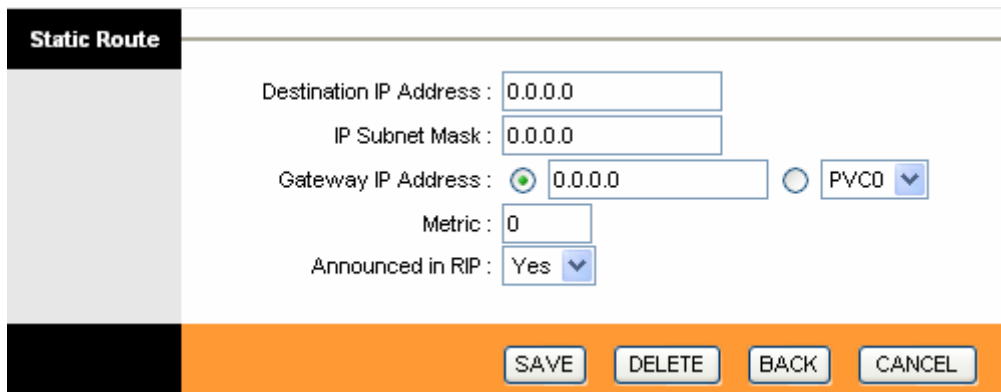 Static Route
Destination IP Address : 0.0.0.0
IP Subnet Mask : 0.0.0.0
Gateway IP Address : 0.0.0.0 PVC0
Metric : 0
Announced in RIP : Yes
SAVE DELETE BACK CANCEL